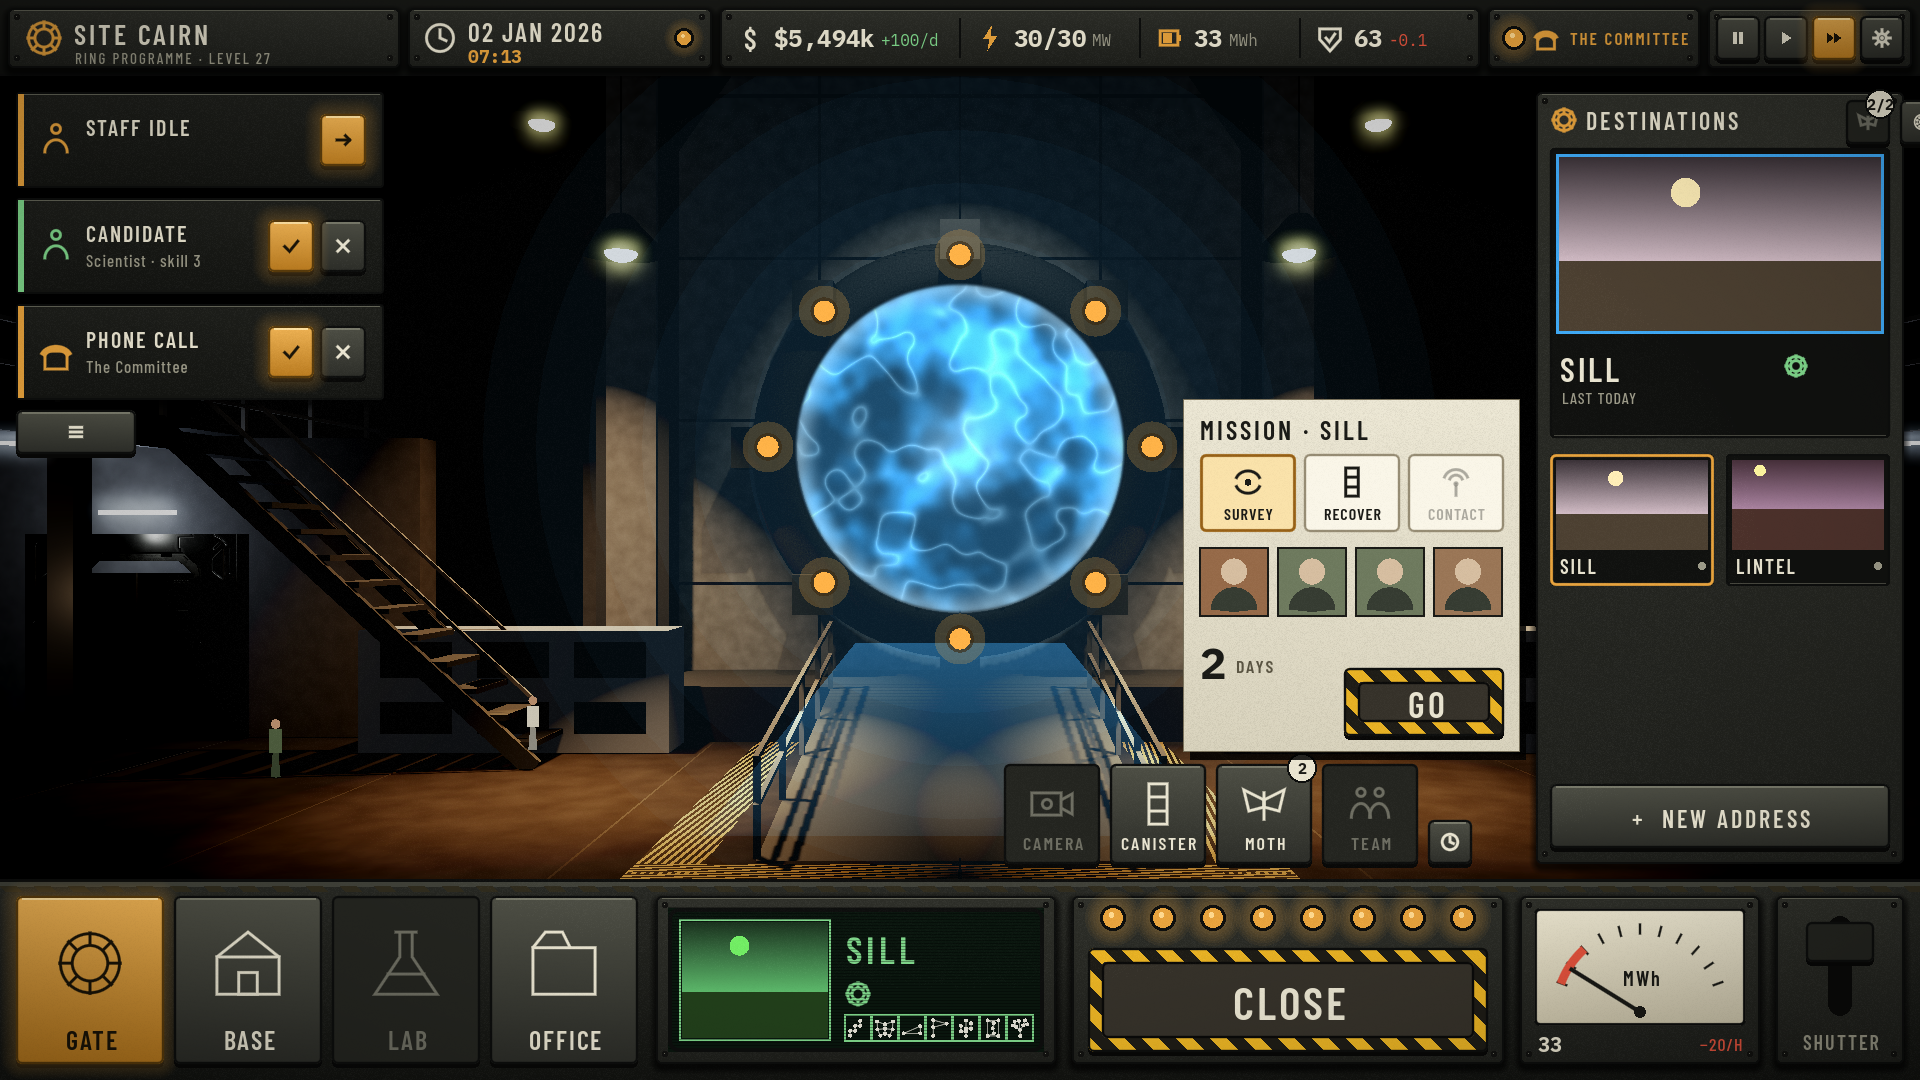 SITE CAIRN
RING PROGRAMME · LEVEL 27
02 JAN 2026
07:13
$ $5,494k +100/d
30/30 MW
33 MWh
63 -0.1
THE COMMITTEE
STAFF IDLE
CANDIDATE
Scientist · skill 3
PHONE CALL
The Committee
DESTINATIONS
2/2
SILL
LAST TODAY
SILL
LINTEL
+ NEW ADDRESS
MISSION · SILL
SURVEY
RECOVER
CONTACT
2 DAYS
GO
CAMERA
CANISTER
2
MOTH
TEAM
GATE
BASE
LAB
OFFICE
SILL
CLOSE
MWh
33
-20/H
SHUTTER